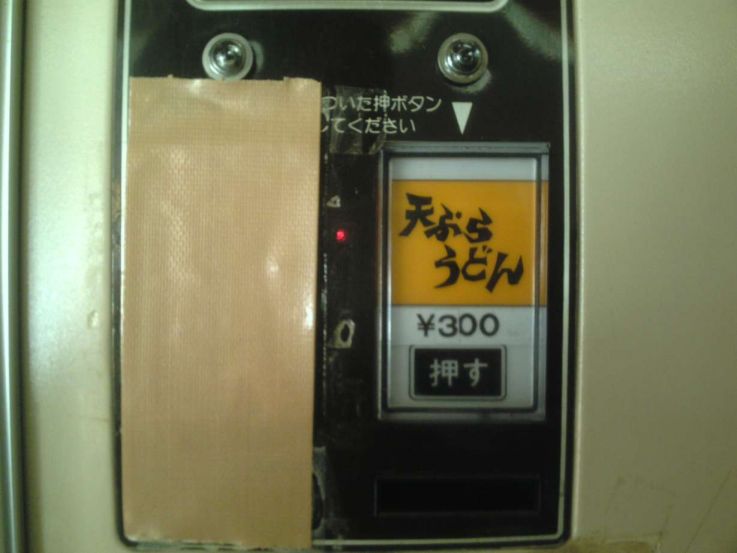 ついた押ボタン
してください
天ぷら
うどん
¥300
押す